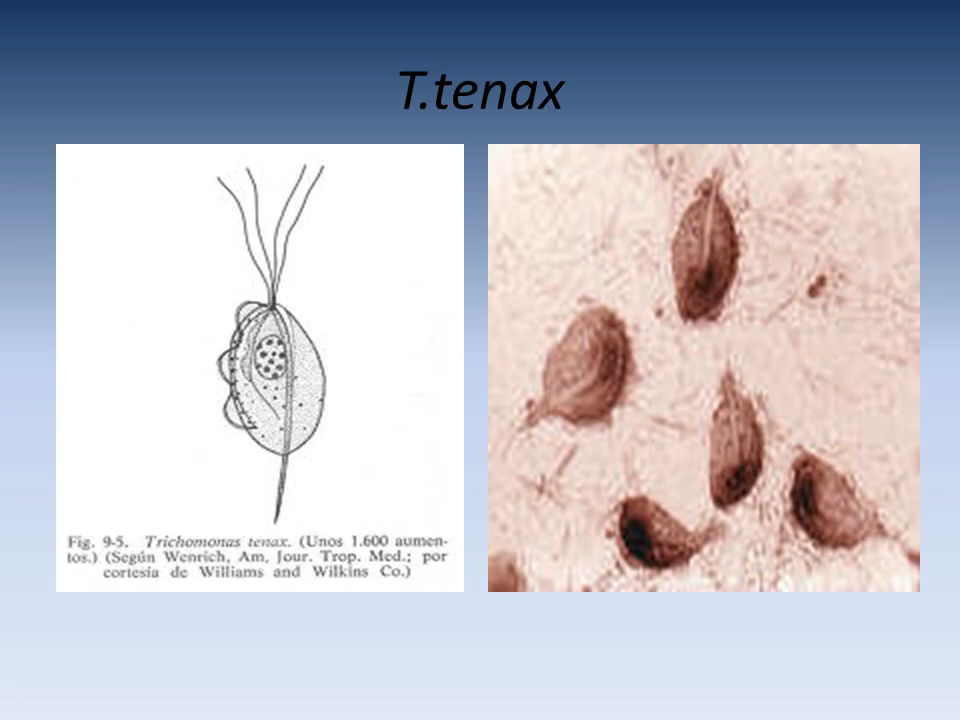 T.tenax
Fig. 9-5. Trichomonas tenax. (Unos 1.600 aumen-
tos.) (Según Wenrich, Am, Jour. Trop. Med.; por
cortesía de Williams and Wilkins Co.)